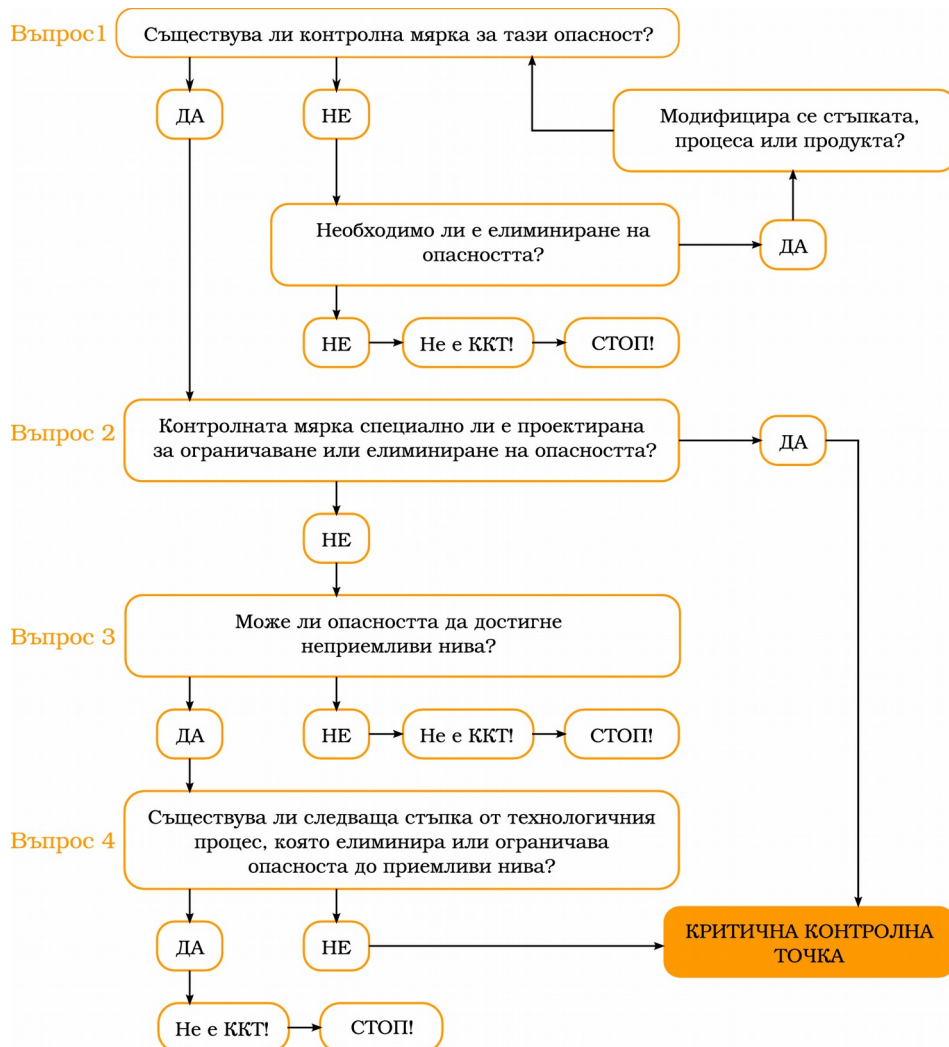 Въпрос1
Съществува ли контролна мярка за тази опасност?
ДА
НЕ
Модифицира се стъпката,
процеса или продукта?
Необходимо ли е елиминиране на
опасността?
ДА
НЕ
Не е ККТ!
СТОП!
Въпрос 2
Контролната мярка специално ли е проектирана
за ограничаване или елиминиране на опасността?
ДА
НЕ
Въпрос 3
Може ли опасността да достигне
неприемливи нива?
ДА
НЕ
Не е ККТ!
СТОП!
Въпрос 4
Съществува ли следваща стъпка от технологичния
процес, която елиминира или ограничава
опасноста до приемливи нива?
ДА
НЕ
КРИТИЧНА КОНТРОЛНА
ТОЧКА
Не е ККТ!
СТОП!